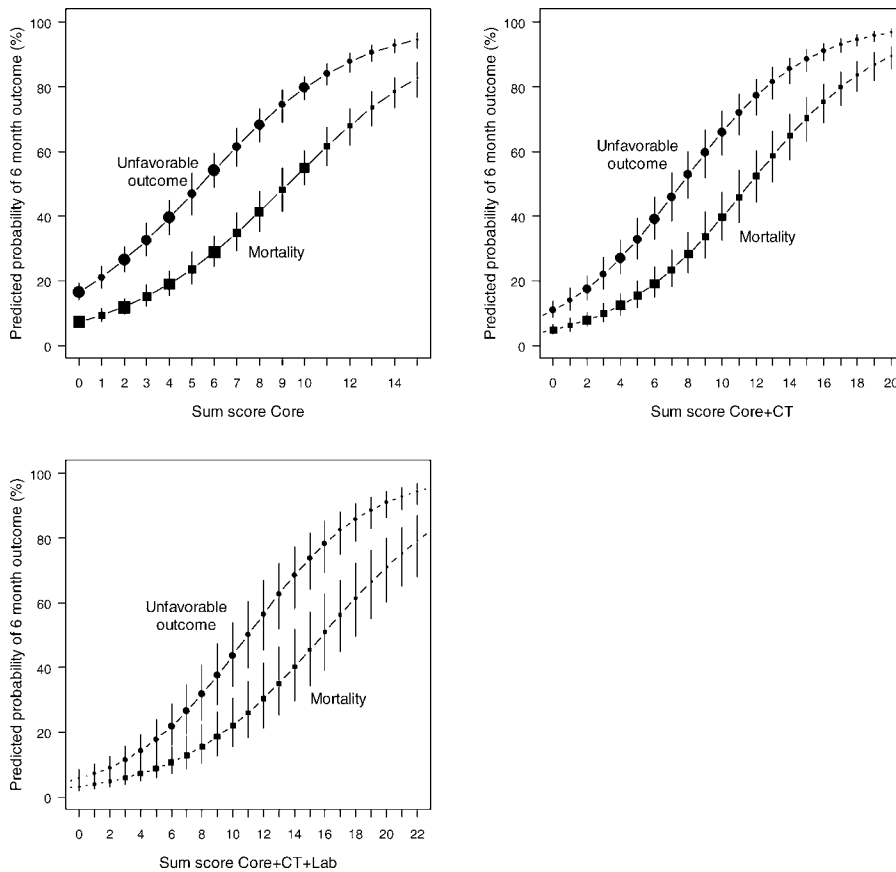 Predicted probability of 6 month outcome (%)
100
80
60
40
20
0
Unfavorable
outcome
Mortality
0 1 2 3 4 5 6 7 8 9 10 12 14
Sum score Core
Predicted probability of 6 month outcome (%)
100
80
60
40
20
0
Unfavorable
outcome
Mortality
0 2 4 6 8 10 12 14 16 18 20
Sum score Core+CT
Predicted probability of 6 month outcome (%)
100
80
60
40
20
0
Unfavorable
outcome
Mortality
0 2 4 6 8 10 12 14 16 18 20 22
Sum score Core+CT+Lab